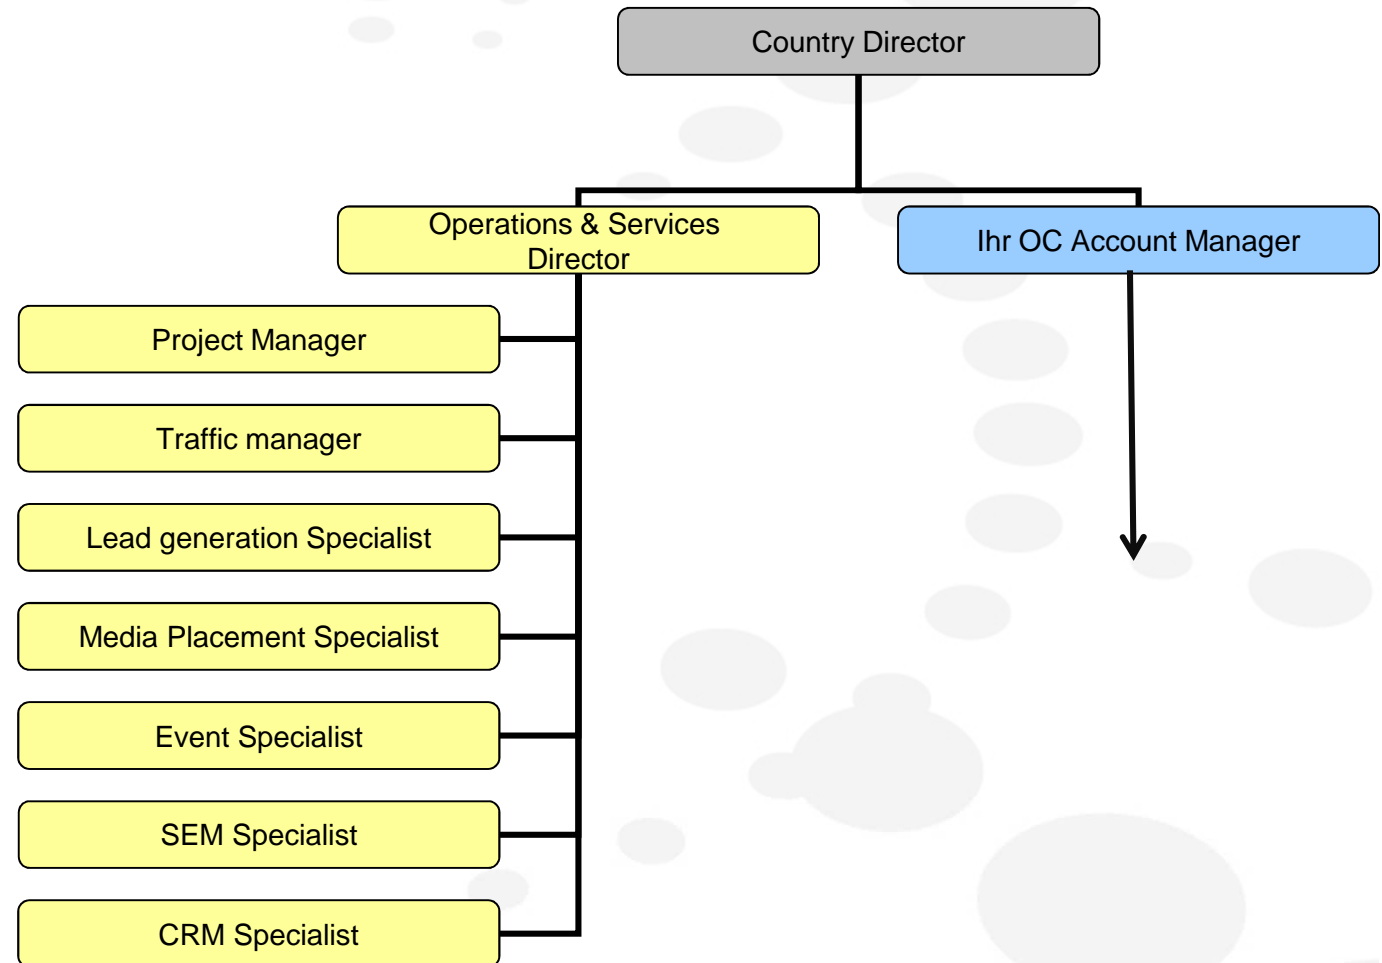 Country Director
Operations & Services
Director
Ihr OC Account Manager
Project Manager
Traffic manager
Lead generation Specialist
Media Placement Specialist
Event Specialist
SEM Specialist
CRM Specialist